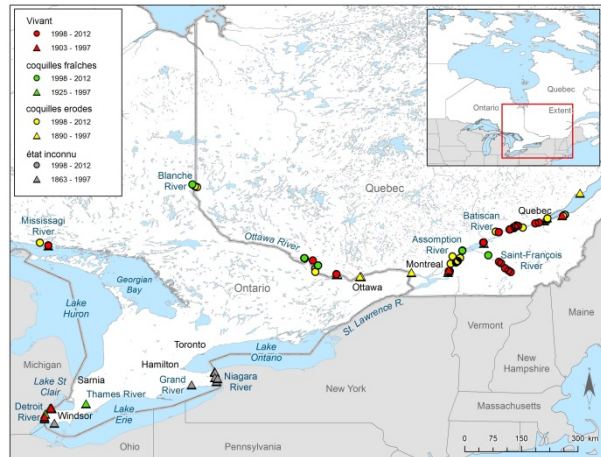 Vivant
1998 - 2012
1903 - 1997
coquilles fraîches
1998 - 2012
1925 - 1997
coquilles erodes
1998 - 2012
1890 - 1997
état inconnu
1998 - 2012
1863 - 1997
Quebec
Ontario
Extent
Blanche
River
Quebec
Mississagi
River
Batiscan
River
Quebec
Ottawa River
Assomption
River
Saint-François
River
Montreal
Georgian
Bay
Ontario
Ottawa
St. Lawrence R.
Lake
Huron
Maine
Vermont
Toronto
Lake
Ontario
New
Hampshire
Michigan
Hamilton
Lake St
Clair
Sarnia
Grand
River
Niagara
River
New York
Thames River
Massachusetts
Detroit
River
Windsor
Lake
Erie
Ohio
Pennsylvania
0 75 150 300 km